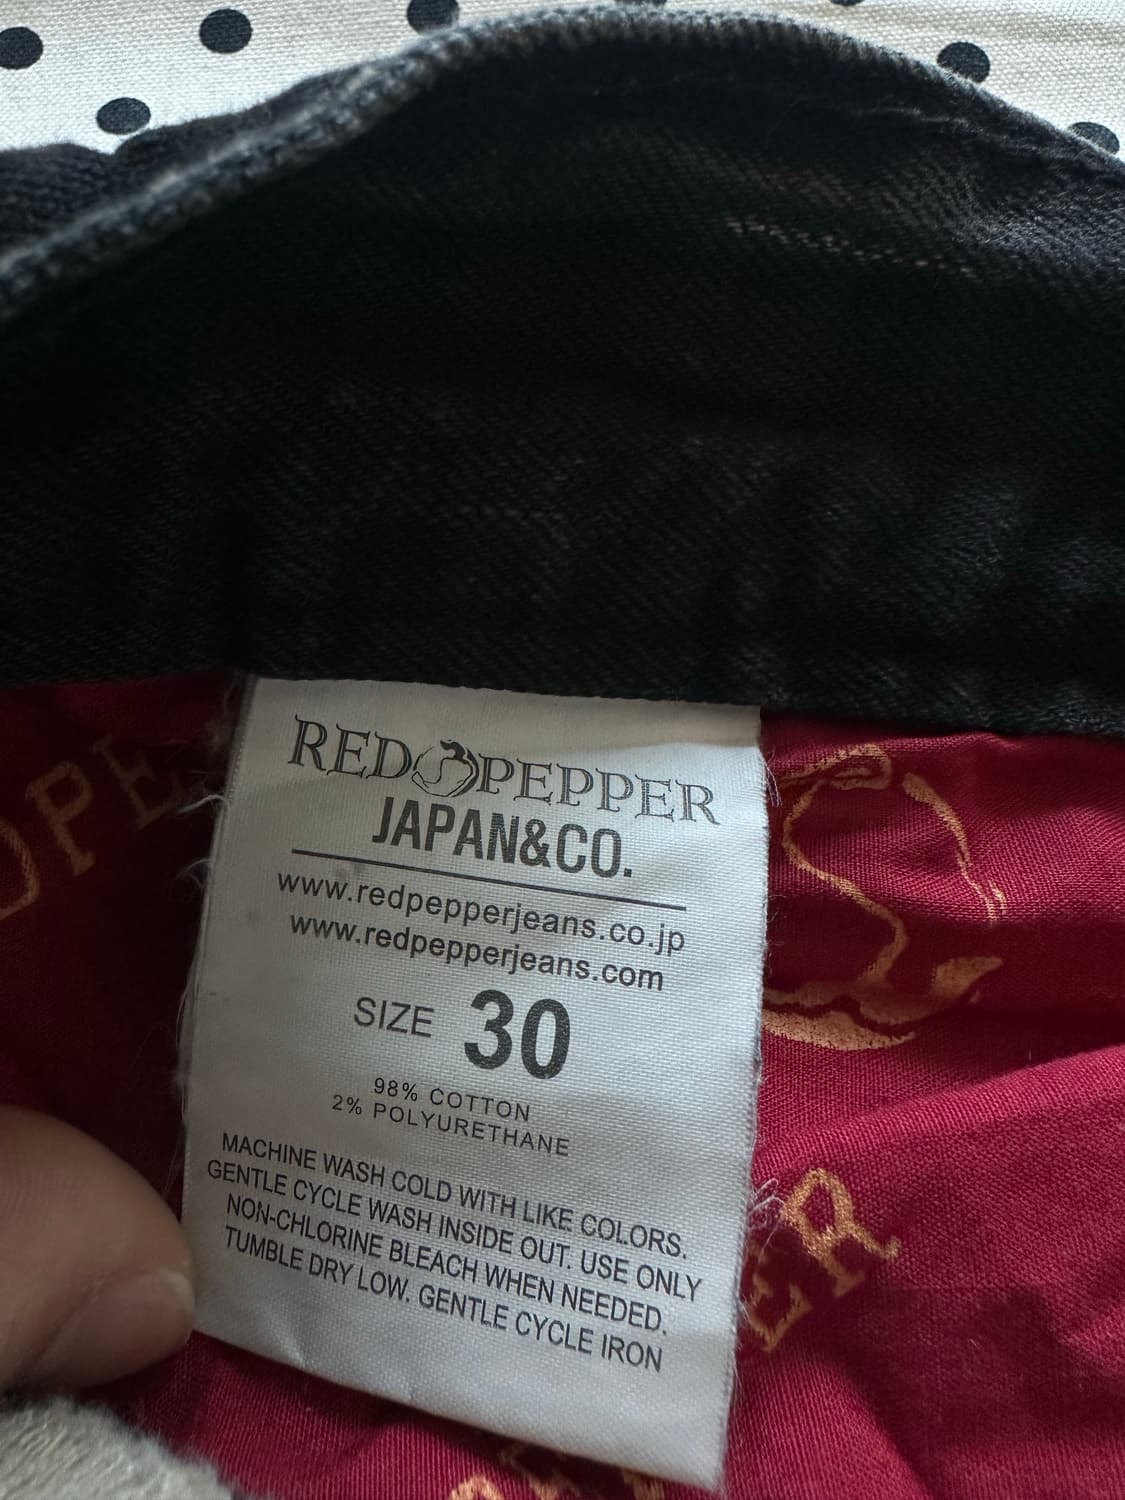 RED PEPPER
JAPAN&CO.
www.redpepperjeans.co.jp
www.redpepperjeans.com
SIZE 30
98% COTTON
2% POLYURETHANE
MACHINE WASH COLD WITH LIKE COLORS.
GENTLE CYCLE WASH INSIDE OUT. USE ONLY
NON-CHLORINE BLEACH WHEN NEEDED.
TUMBLE DRY LOW. GENTLE CYCLE IRON
DPE
ER